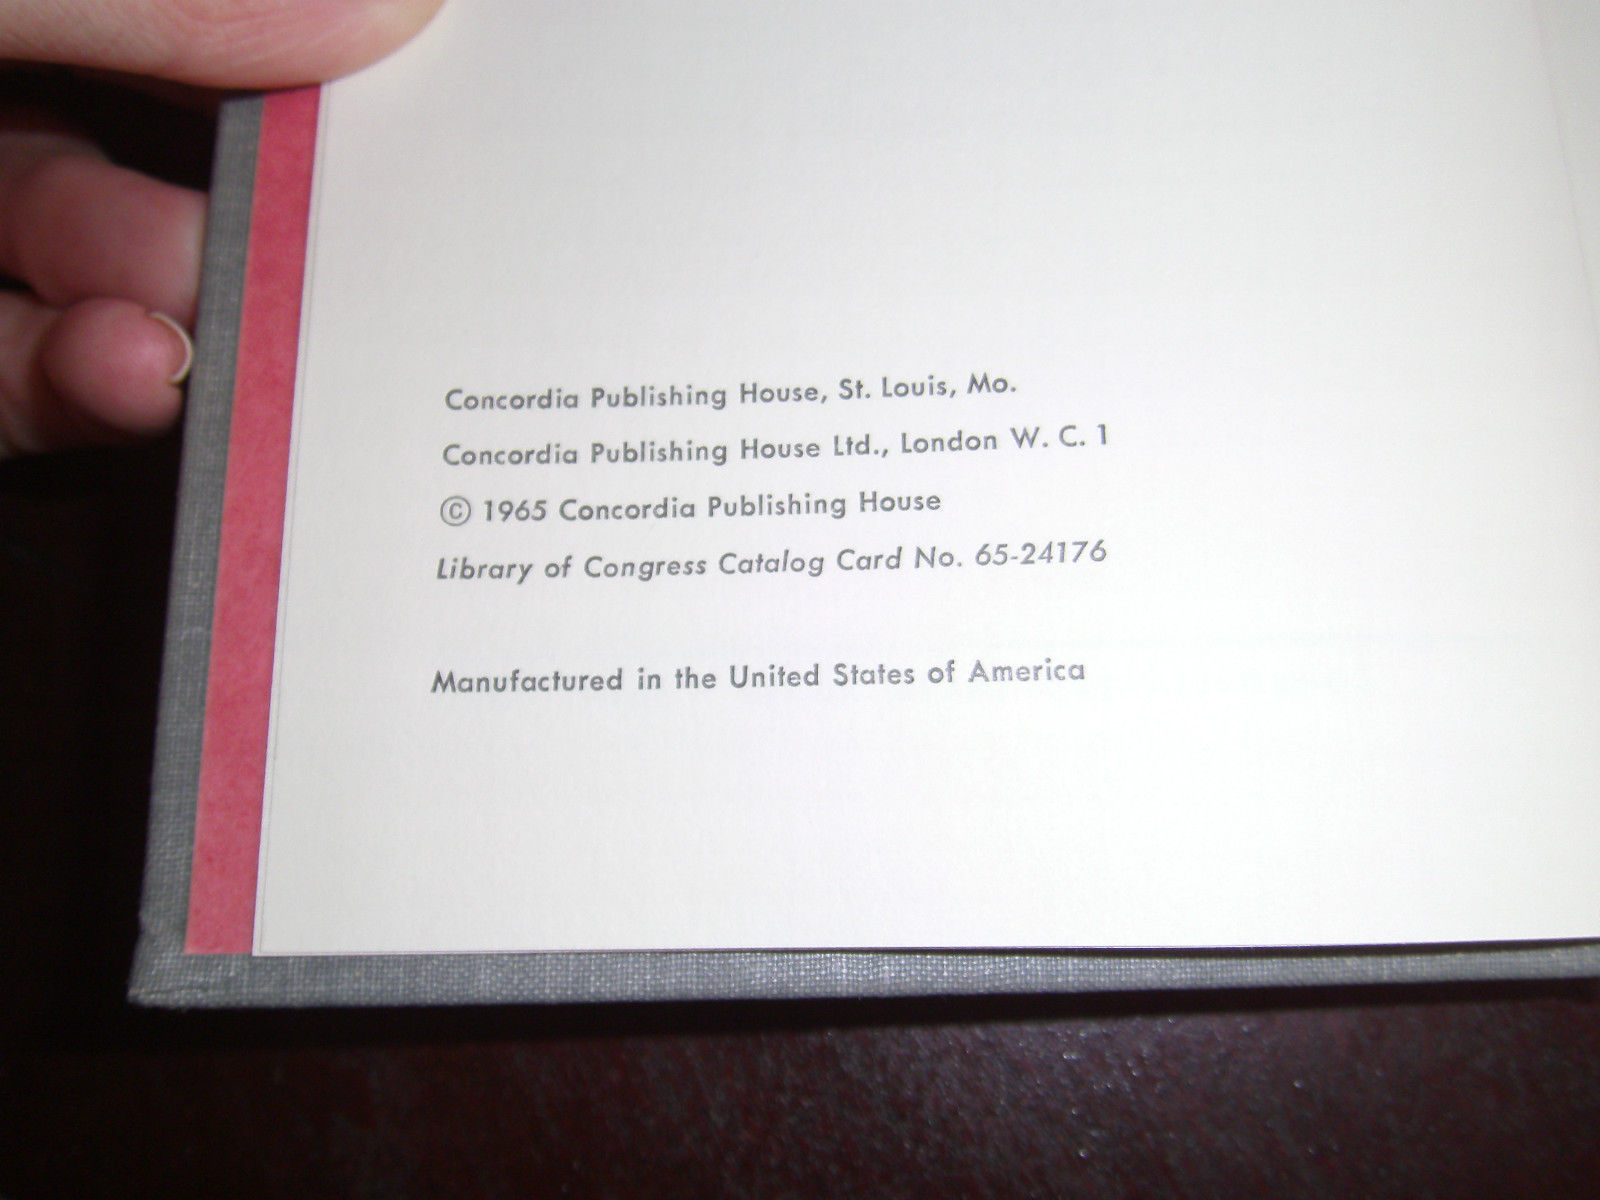 Concordia Publishing House, St. Louis, Mo.
Concordia Publishing House Ltd., London W. C. 1
© 1965 Concordia Publishing House
Library of Congress Catalog Card No. 65-24176
Manufactured in the United States of America